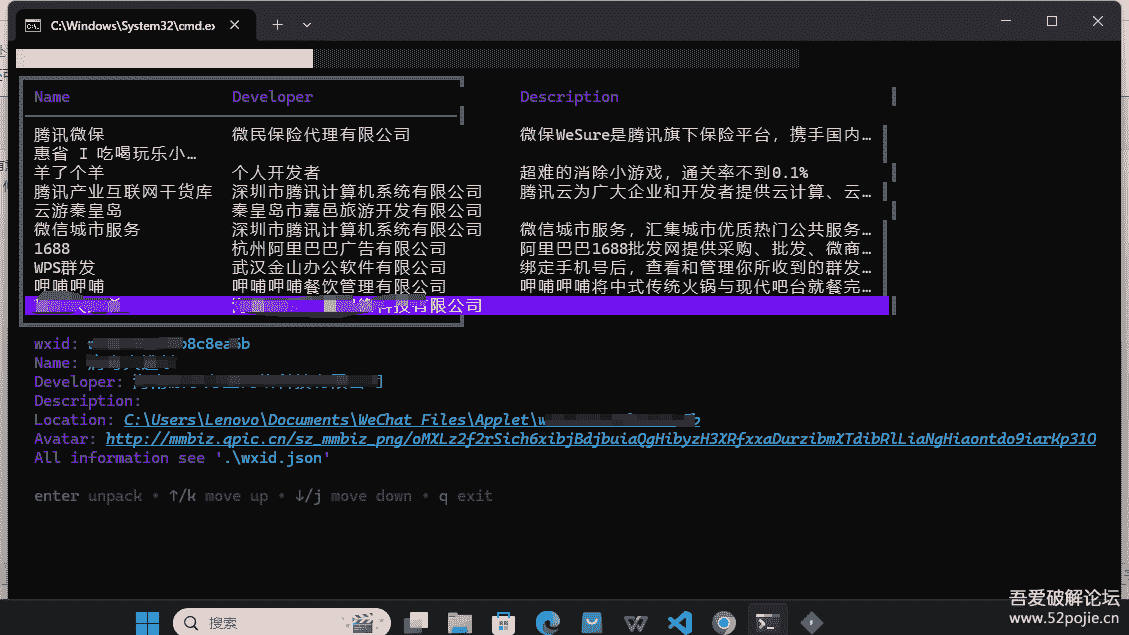 C:\Windows\System32\cmd.ex
Name Developer Description
腾讯微保 微民保险代理有限公司 微保WeSure是腾讯旗下保险平台，携手国内…
惠省 I 吃喝玩乐小…
羊了个羊 个人开发者 超难的消除小游戏，通关率不到0.1%
腾讯产业互联网干货库 深圳市腾讯计算机系统有限公司 腾讯云为广大企业和开发者提供云计算、云…
云游秦皇岛 秦皇岛市嘉邑旅游开发有限公司
微信城市服务 深圳市腾讯计算机系统有限公司 微信城市服务，汇集城市优质热门公共服务…
1688 杭州阿里巴巴广告有限公司 阿里巴巴1688批发网提供采购、批发、微商…
WPS群发 武汉金山办公软件有限公司 绑定手机号后，查看和管理你所收到的群发…
呷哺呷哺 呷哺呷哺餐饮管理有限公司 呷哺呷哺将中式传统火锅与现代吧台就餐完…
科技有限公司
wxid: b8c8ea
Name:
Developer:
Description:
Location: C:\Users\Lenovo\Documents\WeChat Files\Applet\w
Avatar: http://mmbiz.qpic.cn/sz_mmbiz_png/oMXLz2f2rSich6xibjBdjbuiaQgHibyzH3XRfxxaDurzibmXTdibRlLiaNgHiaontdo9iarKp31O
All information see '.\wxid.json'
enter unpack • ↑/k move up • ↓/j move down • q exit
搜索
吾爱破解论坛
www.52pojie.cn